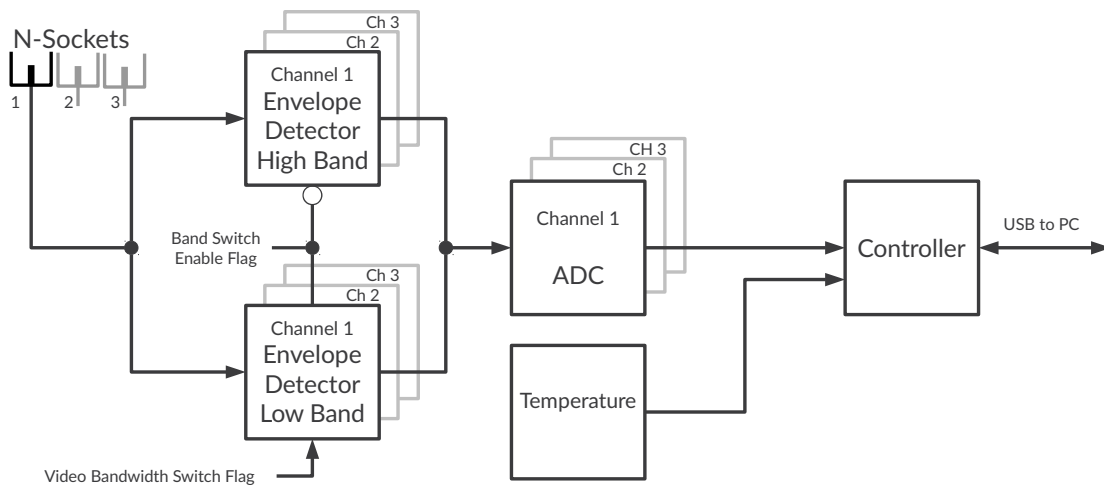 N-Sockets
1
2
3
Ch 3
Ch 2
Channel 1
Envelope
Detector
High Band
Band Switch
Enable Flag
Ch 3
Ch 2
Channel 1
Envelope
Detector
Low Band
Video Bandwidth Switch Flag
CH 3
Ch 2
Channel 1
ADC
Temperature
Controller
USB to PC